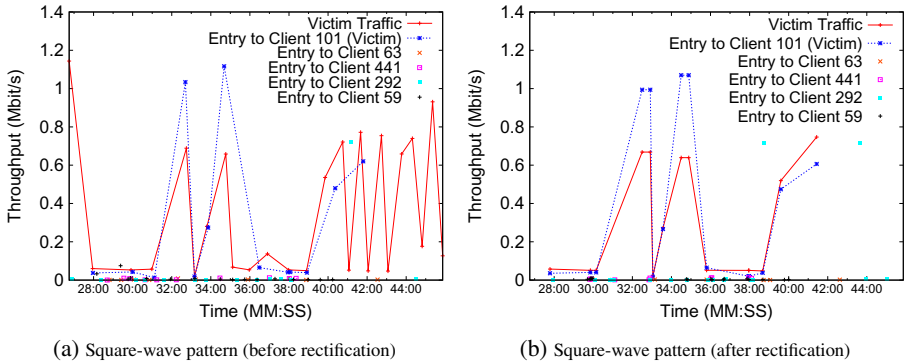 1.4
1.2
1
0.8
0.6
0.4
0.2
0
Throughput (Mbit/s)
28:00 30:00 32:00 34:00 36:00 38:00 40:00 42:00 44:00
Time (MM:SS)
Victim Traffic
Entry to Client 101 (Victim)
Entry to Client 63
Entry to Client 441
Entry to Client 292
Entry to Client 59
(a) Square-wave pattern (before rectification)
1.4
1.2
1
0.8
0.6
0.4
0.2
0
Throughput (Mbit/s)
28:00 30:00 32:00 34:00 36:00 38:00 40:00 42:00 44:00
Time (MM:SS)
Victim Traffic
Entry to Client 101 (Victim)
Entry to Client 63
Entry to Client 441
Entry to Client 292
Entry to Client 59
(b) Square-wave pattern (after rectification)